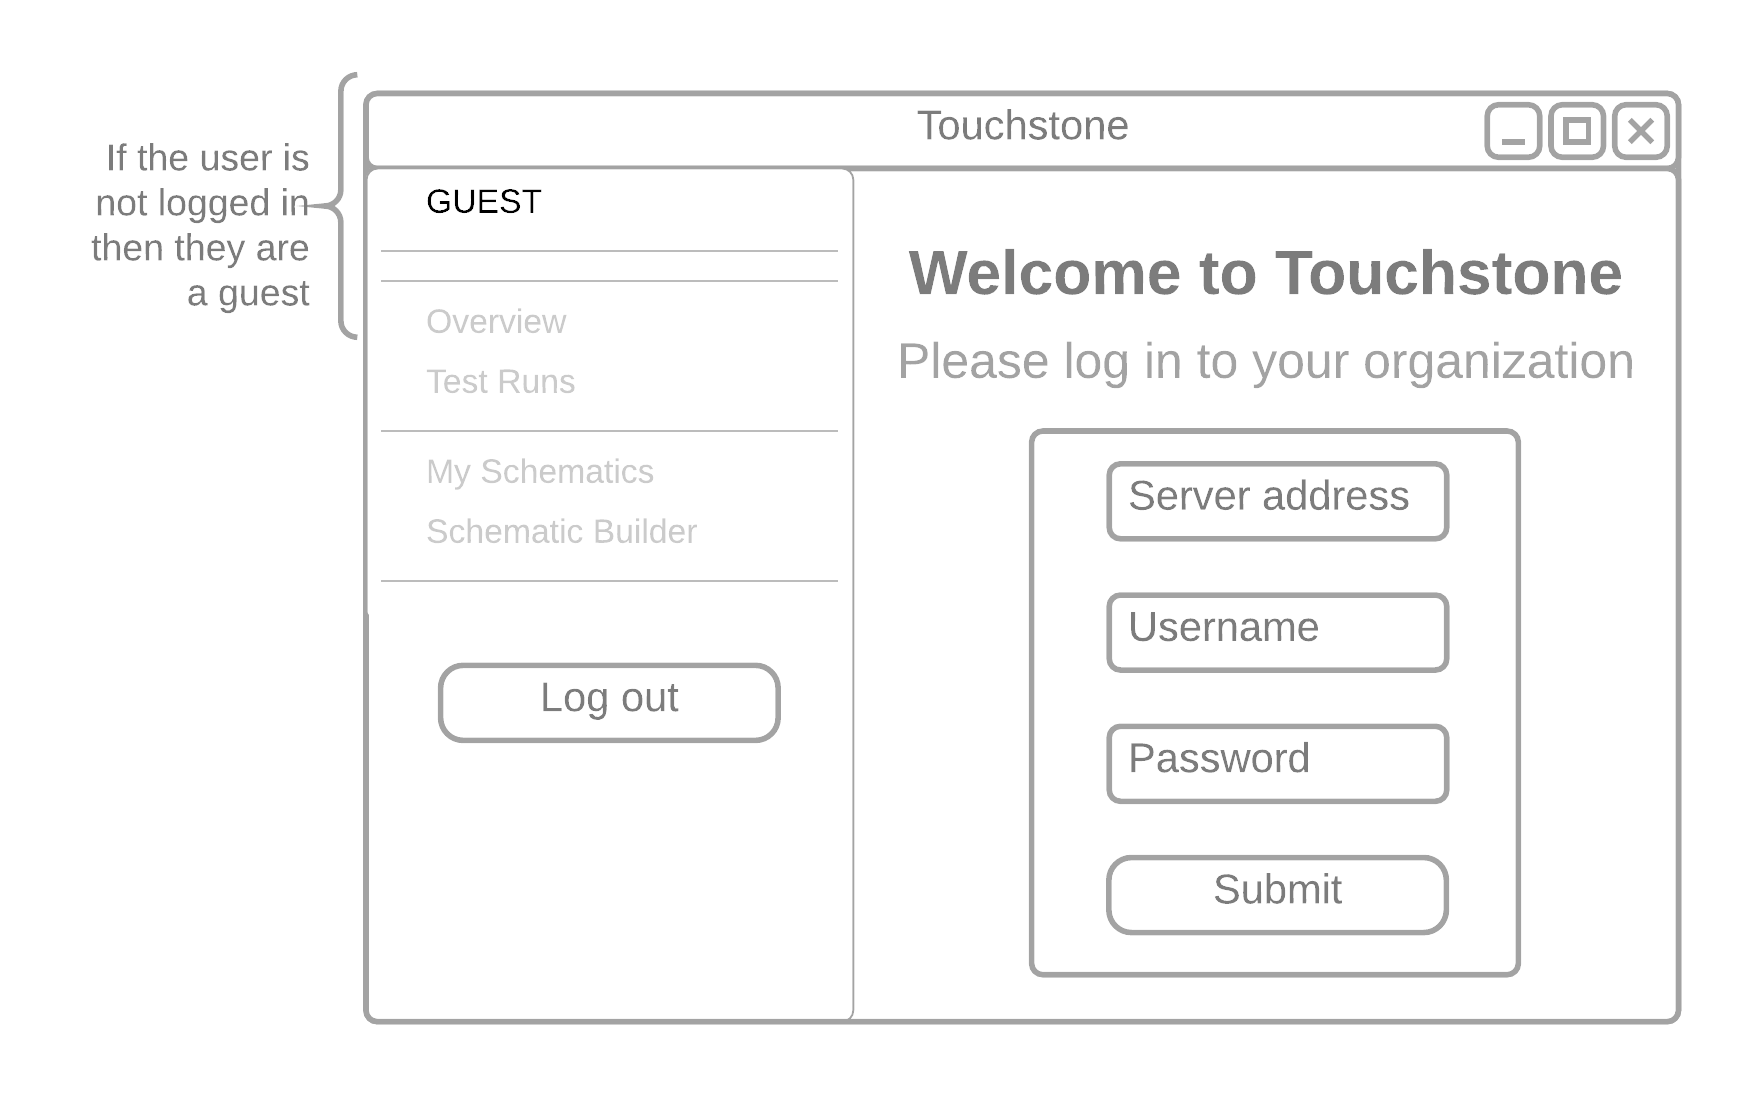 Touchstone
If the user is
not logged in
then they are
a guest
GUEST
Overview
Test Runs
My Schematics
Schematic Builder
Log out
Welcome to Touchstone
Please log in to your organization
Server address
Username
Password
Submit